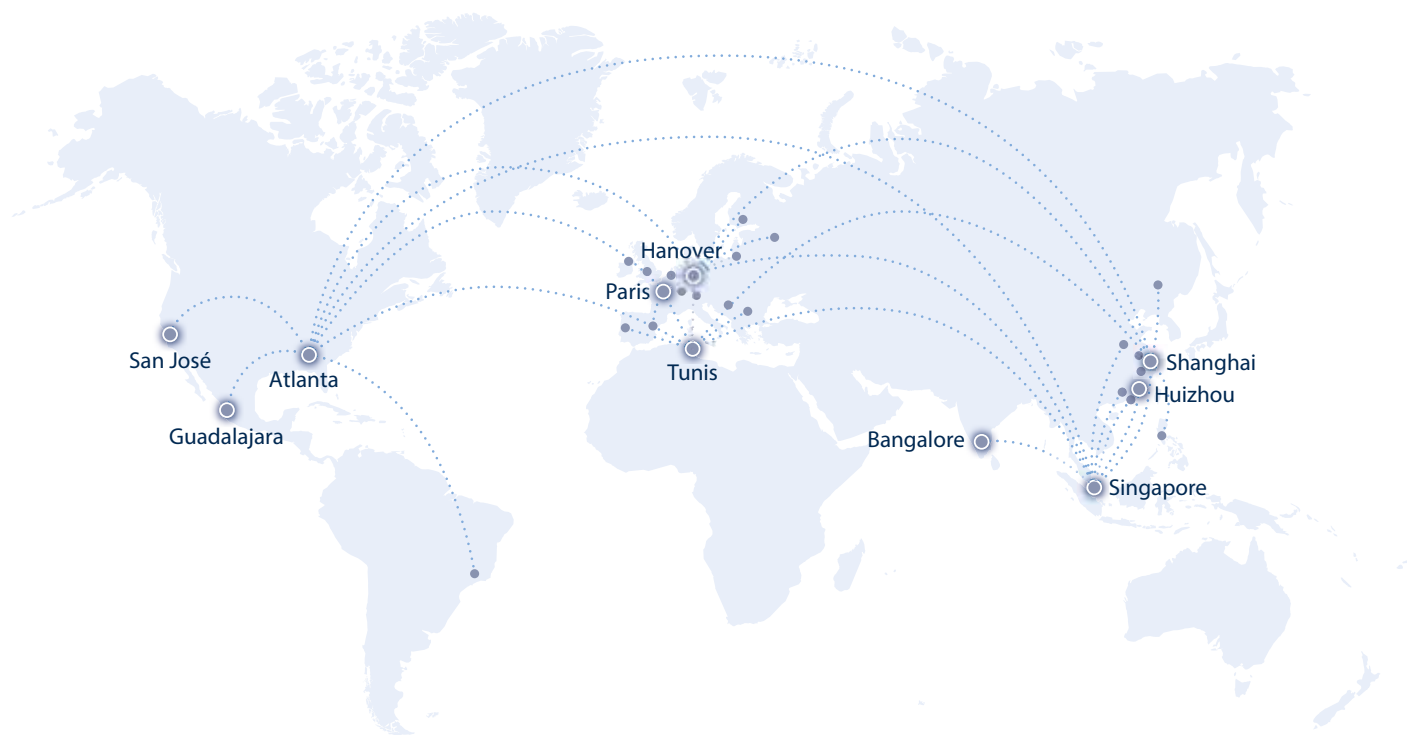 Hanover
Paris
San José
Atlanta
Tunis
Shanghai
Huizhou
Guadalajara
Bangalore
Singapore